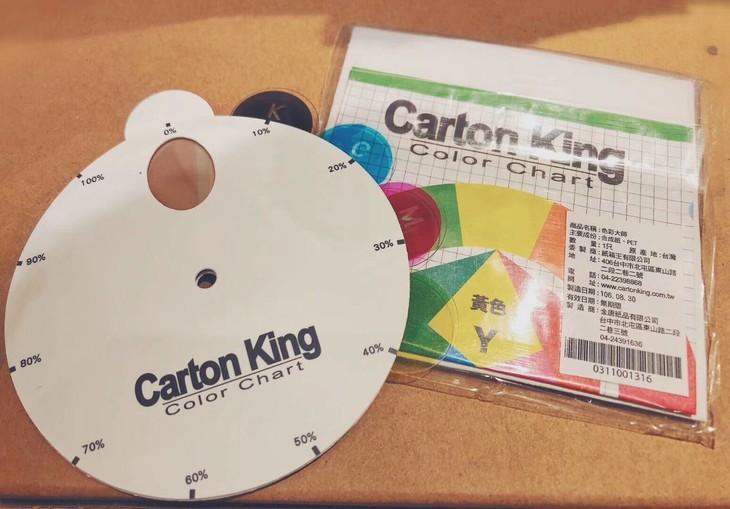 0%
10%
20%
30%
40%
50%
60%
70%
80%
90%
100%
Carton King
Color Chart
K
C
M
Carton King
Color Chart
黃色
Y
商品名稱：色彩大師
主要成份：合成紙、PET
數 量：1只 原 產 地：台灣
委 製 商：紙箱王有限公司
地 址：406台中市北屯區東山路
二段二巷二號
電 話：04-22398868
網 址：www.cartonking.com.tw
製造日期：106. 08. 30
有效日期：無期限
製 造 商：金唐紙品有限公司
台中市北屯區東山路二段
二巷三號
04-24391636
0311001316